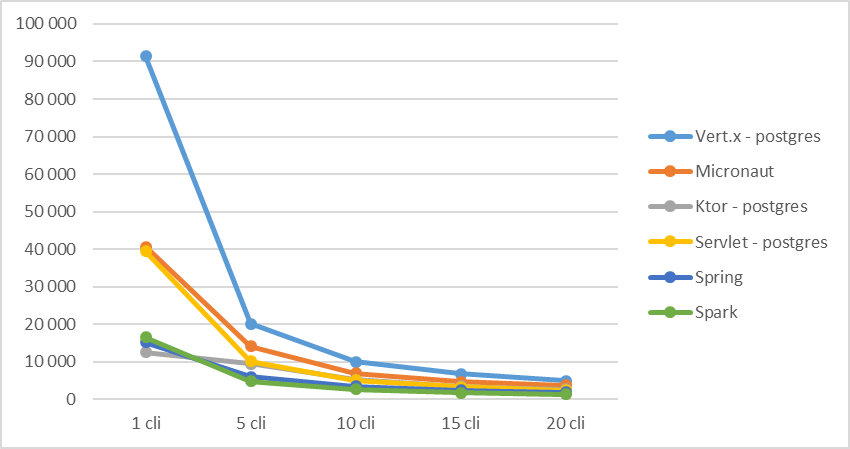 100 000
90 000
80 000
70 000
60 000
50 000
40 000
30 000
20 000
10 000
0
1 cli
5 cli
10 cli
15 cli
20 cli
Vert.x - postgres
Micronaut
Ktor - postgres
Servlet - postgres
Spring
Spark